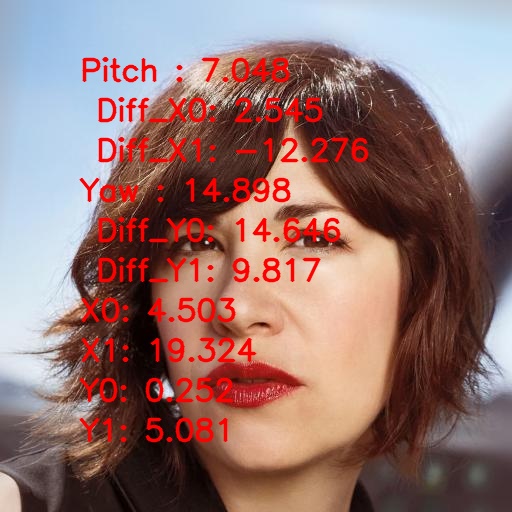 Pitch : 7.048
Diff_X0: 2.545
Diff_X1: -12.276
Yaw : 14.898
Diff_Y0: 14.646
Diff_Y1: 9.817
X0: 4.503
X1: 19.324
Y0: 0.252
Y1: 5.081